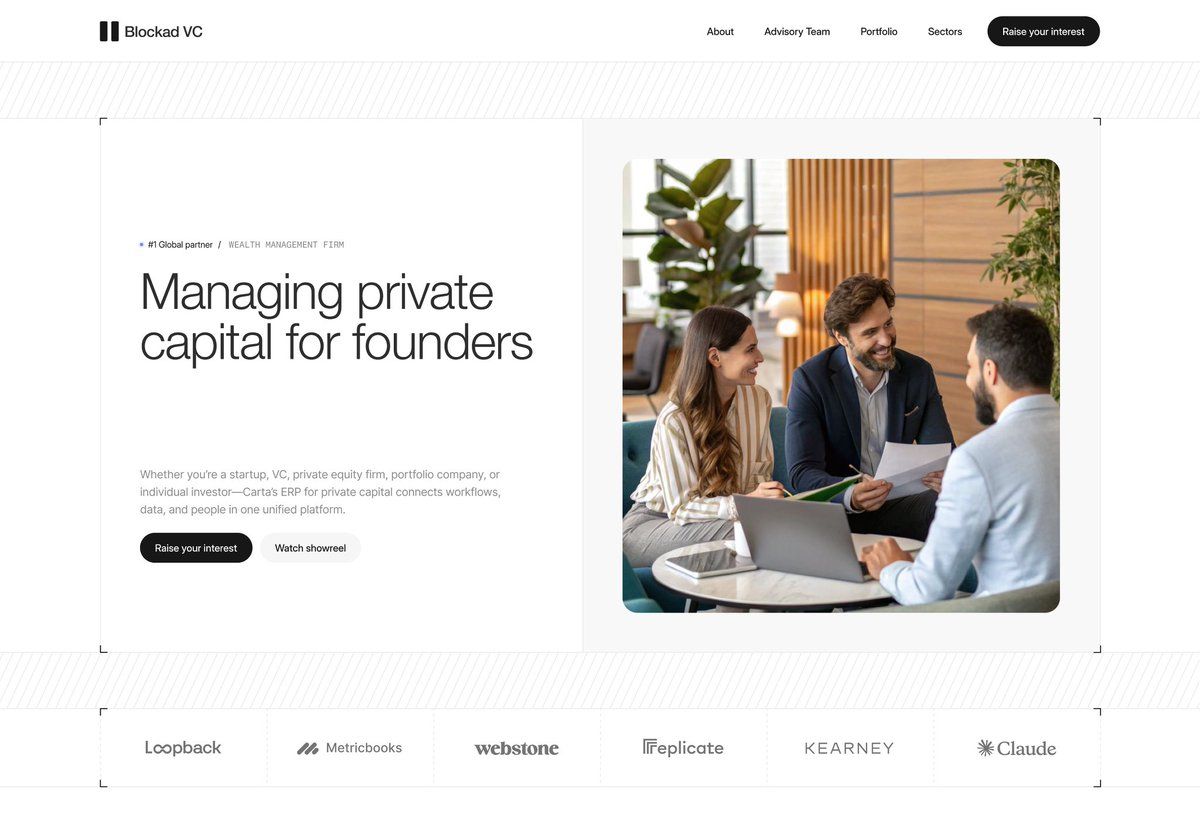 Blockad VC
About
Advisory Team
Portfolio
Sectors
Raise your interest
#1 Global partner / WEALTH MANAGEMENT FIRM
Managing private
capital for founders
Whether you're a startup, VC, private equity firm, portfolio company, or
individual investor—Carta's ERP for private capital connects workflows,
data, and people in one unified platform.
Raise your interest
Watch showreel
Loopback
Metricbooks
webstone
Replicate
KEARNEY
Claude